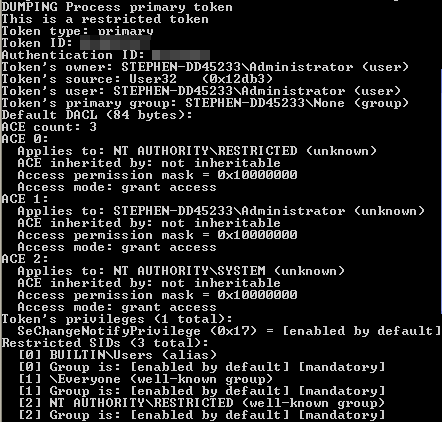 DUMPING Process primary token
This is a restricted token
Token type: primary
Token ID:
Authentication ID:
Token's owner: STEPHEN-DD45233\Administrator (user)
Token's source: User32   (0x12db3)
Token's user: STEPHEN-DD45233\Administrator (user)
Token's primary group: STEPHEN-DD45233\None (group)
Default DACL (84 bytes):
ACE count: 3
ACE 0:
  Applies to: NT AUTHORITY\RESTRICTED (unknown)
  ACE inherited by: not inheritable
  Access permission mask = 0x10000000
  Access mode: grant access
ACE 1:
  Applies to: STEPHEN-DD45233\Administrator (unknown)
  ACE inherited by: not inheritable
  Access permission mask = 0x10000000
  Access mode: grant access
ACE 2:
  Applies to: NT AUTHORITY\SYSTEM (unknown)
  ACE inherited by: not inheritable
  Access permission mask = 0x10000000
  Access mode: grant access
Token's privileges (1 total):
  SeChangeNotifyPrivilege (0x17) = [enabled by default]
Restricted SIDs (3 total):
  [0] BUILTIN\Users (alias)
  [0] Group is: [enabled by default] [mandatory]
  [1] \Everyone (well-known group)
  [1] Group is: [enabled by default] [mandatory]
  [2] NT AUTHORITY\RESTRICTED (well-known group)
  [2] Group is: [enabled by default] [mandatory]